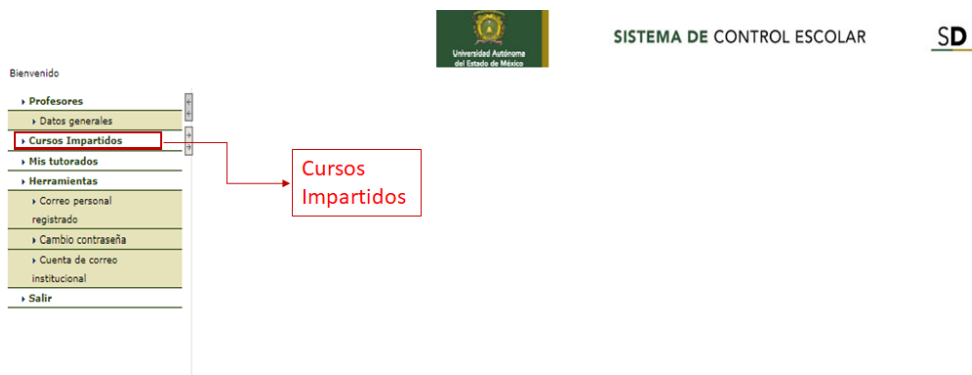 Universidad Autónoma
del Estado de México
SISTEMA DE CONTROL ESCOLAR
SD
Bienvenido
Profesores
Datos generales
Cursos Impartidos
Mis tutorados
Herramientas
Correo personal
registrado
Cambio contraseña
Cuenta de correo
institucional
Salir
Cursos
Impartidos